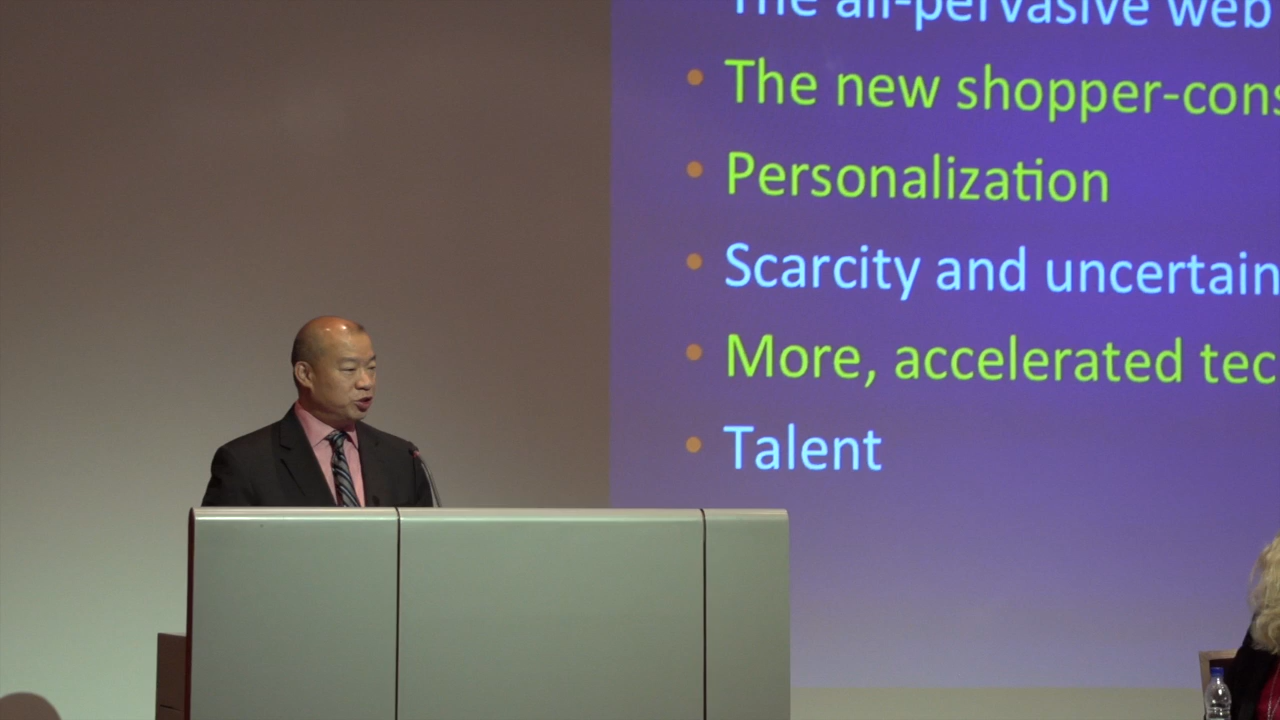 The all-pervasive web
• The new shopper-cons
• Personalization
• Scarcity and uncertain
• More, accelerated tec
• Talent